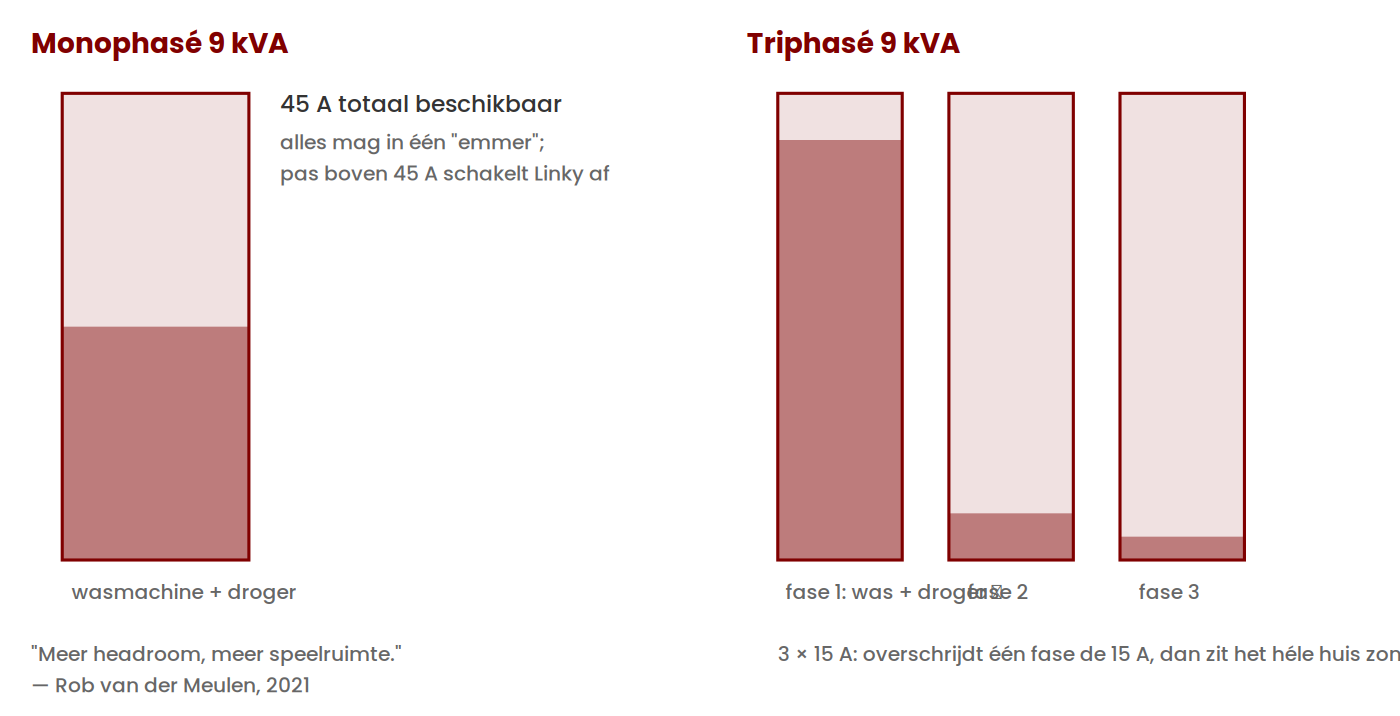 Monophasé 9 kVA
45 A totaal beschikbaar
alles mag in één "emmer";
pas boven 45 A schakelt Linky af
wasmachine + droger
"Meer headroom, meer speelruimte."
— Rob van der Meulen, 2021
Triphasé 9 kVA
fase 1: was + droger
fase 2
fase 3
3 × 15 A: overschrijdt één fase de 15 A, dan zit het héle huis zon